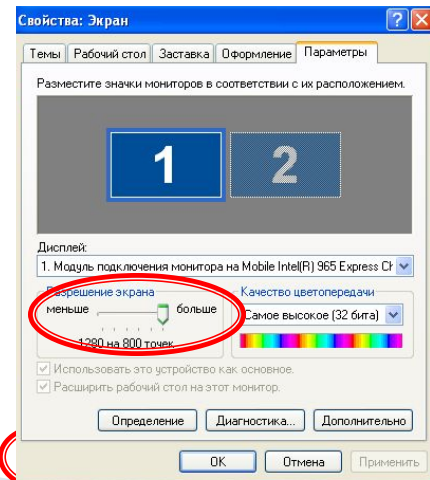 Свойства: Экран
Темы Рабочий стол Заставка Оформление Параметры
Разместите значки мониторов в соответствии с их расположением.
1 2
Дисплей:
1. Модуль подключения монитора на Mobile Intel(R) 965 Express Ch
Разрешение экрана Качество цветопередачи
меньше больше Самое высокое (32 бита)
1280 на 800 точек
Использовать это устройство как основное.
Расширить рабочий стол на этот монитор.
Определение Диагностика... Дополнительно
OK Отмена Применить